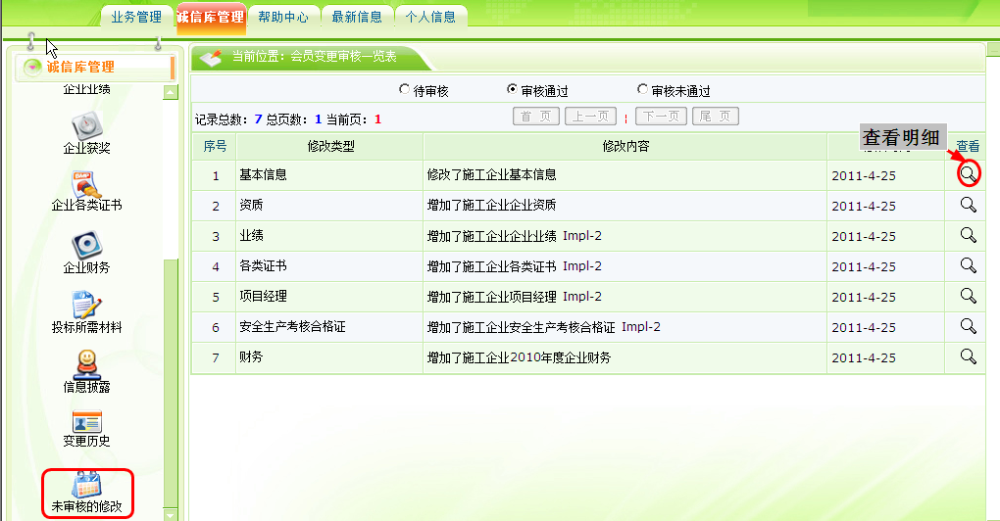 业务管理 诚信库管理 帮助中心 最新信息 个人信息
诚信库管理
企业业绩
企业获奖
企业各类证书
企业财务
投标所需材料
信息披露
变更历史
未审核的修改
当前位置：会员变更审核一览表
待审核 审核通过 审核未通过
记录总数：7 总页数：1 当前页：1 首 页 上一页 下一页 尾 页
查看明细
序号 修改类型 修改内容 查看
1 基本信息 修改了施工企业基本信息 2011-4-25
2 资质 增加了施工企业企业资质 2011-4-25
3 业绩 增加了施工企业企业业绩 Impl-2 2011-4-25
4 各类证书 增加了施工企业各类证书 Impl-2 2011-4-25
5 项目经理 增加了施工企业项目经理 Impl-2 2011-4-25
6 安全生产考核合格证 增加了施工企业安全生产考核合格证 Impl-2 2011-4-25
7 财务 增加了施工企业2010年度企业财务 2011-4-25